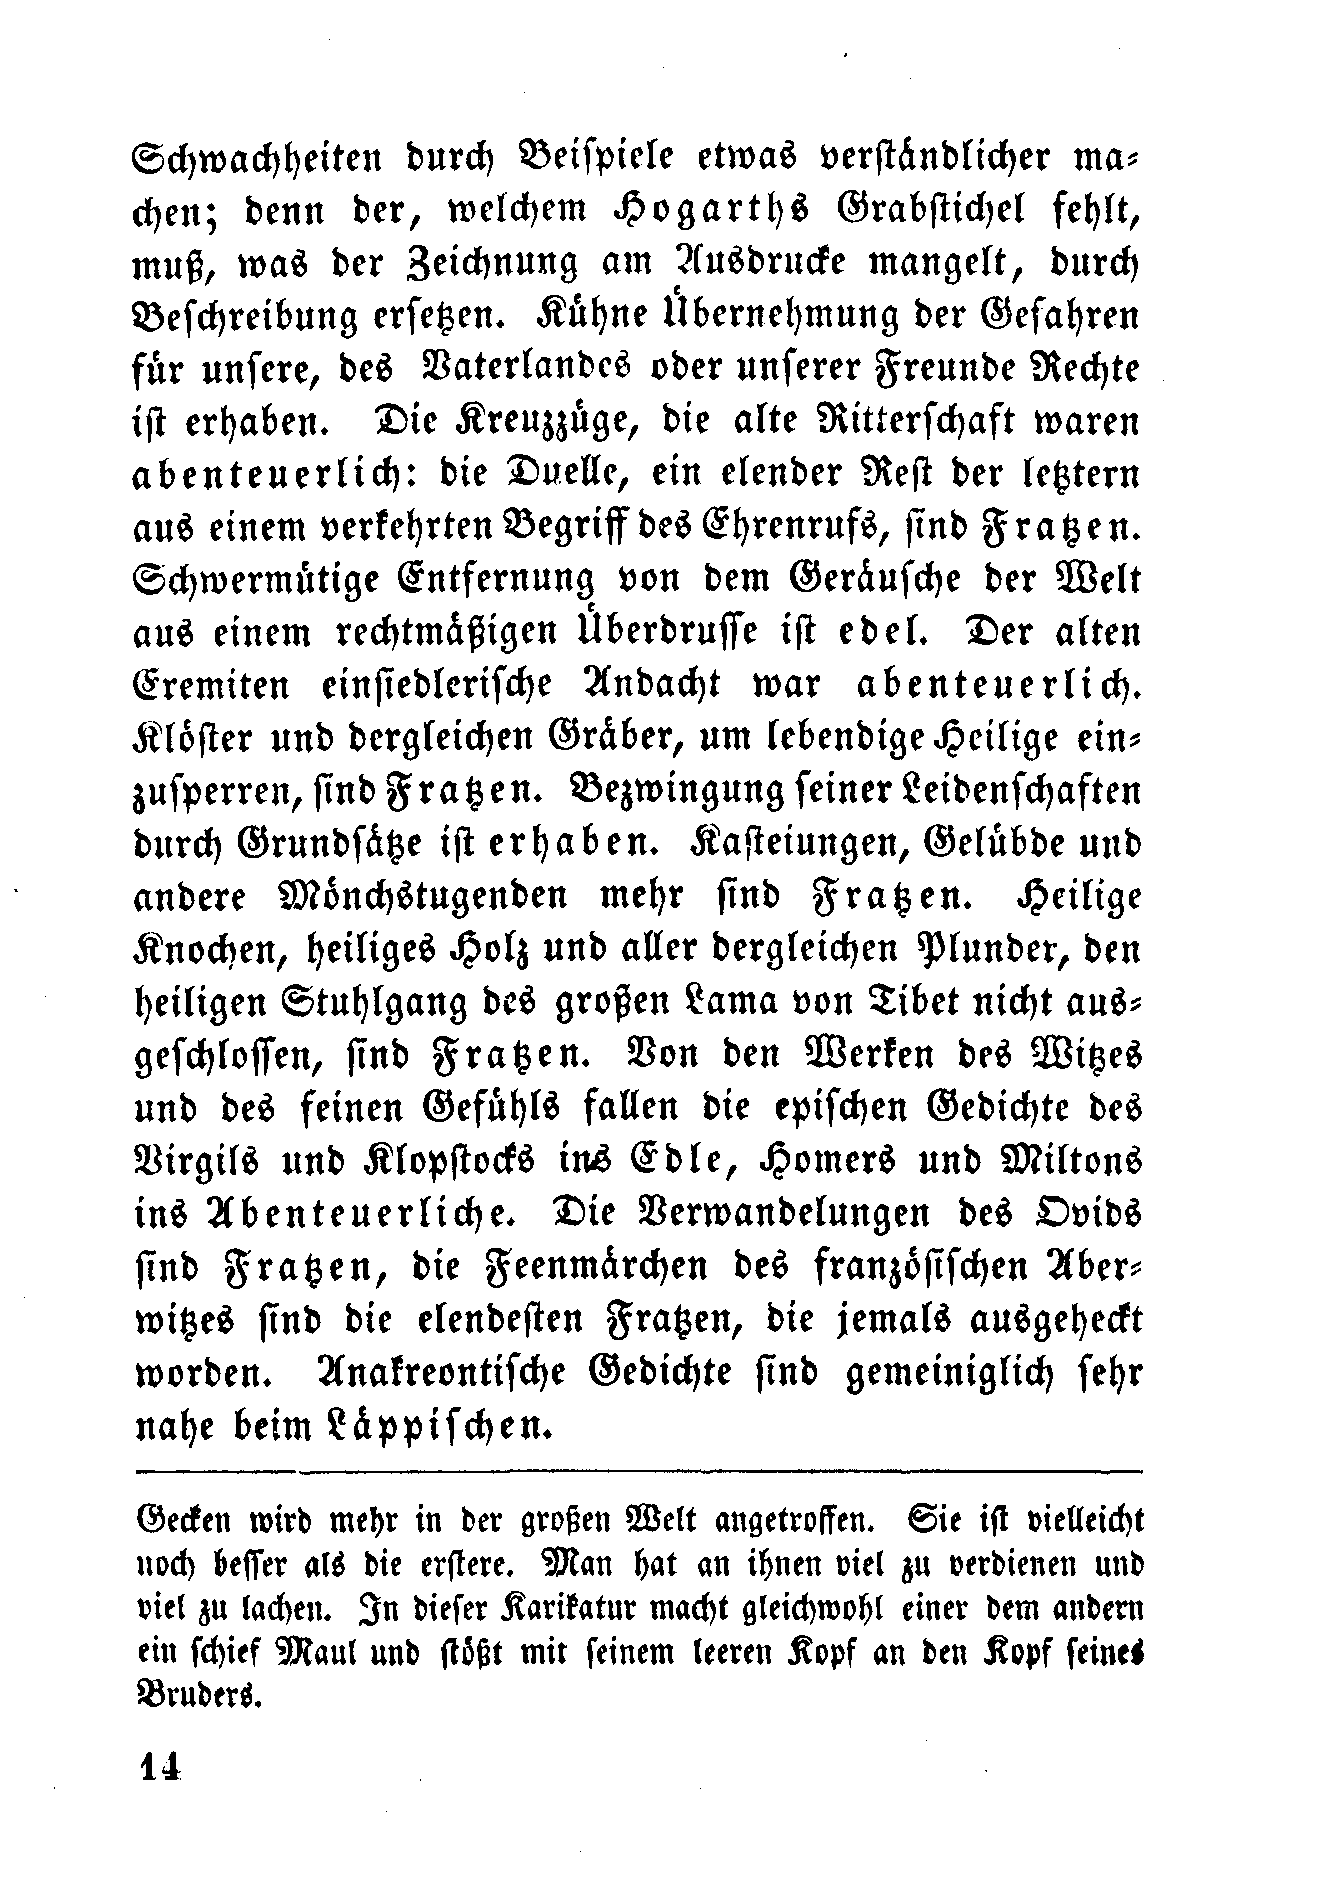 Schwachheiten durch Beispiele etwas verständlicher ma-
chen; denn der, welchem Hogarths Grabstichel fehlt,
muß, was der Zeichnung am Ausdrucke mangelt, durch
Beschreibung ersetzen. Kühne Übernehmung der Gefahren
für unsere, des Vaterlandes oder unserer Freunde Rechte
ist erhaben. Die Kreuzzüge, die alte Ritterschaft waren
abenteuerlich: die Duelle, ein elender Rest der letztern
aus einem verkehrten Begriff des Ehrenrufs, sind Fratzen.
Schwermütige Entfernung von dem Geräusche der Welt
aus einem rechtmäßigen Überdrusse ist edel. Der alten
Eremiten einsiedlerische Andacht war abenteuerlich.
Klöster und dergleichen Gräber, um lebendige Heilige ein-
zusperren, sind Fratzen. Bezwingung seiner Leidenschaften
durch Grundsätze ist erhaben. Kasteiungen, Gelübde und
andere Mönchstugenden mehr sind Fratzen. Heilige
Knochen, heiliges Holz und aller dergleichen Plunder, den
heiligen Stuhlgang des großen Lama von Tibet nicht aus-
geschlossen, sind Fratzen. Von den Werken des Witzes
und des feinen Gefühls fallen die epischen Gedichte des
Virgils und Klopstocks ins Edle, Homers und Miltons
ins Abenteuerliche. Die Verwandelungen des Ovids
sind Fratzen, die Feenmärchen des französischen Aber-
witzes sind die elendesten Fratzen, die jemals ausgeheckt
worden. Anakreontische Gedichte sind gemeiniglich sehr
nahe beim Läppischen.
Gecken wird mehr in der großen Welt angetroffen. Sie ist vielleicht
noch besser als die erstere. Man hat an ihnen viel zu verdienen und
viel zu lachen. In dieser Karikatur macht gleichwohl einer dem andern
ein schief Maul und stößt mit seinem leeren Kopf an den Kopf seines
Bruders.
14